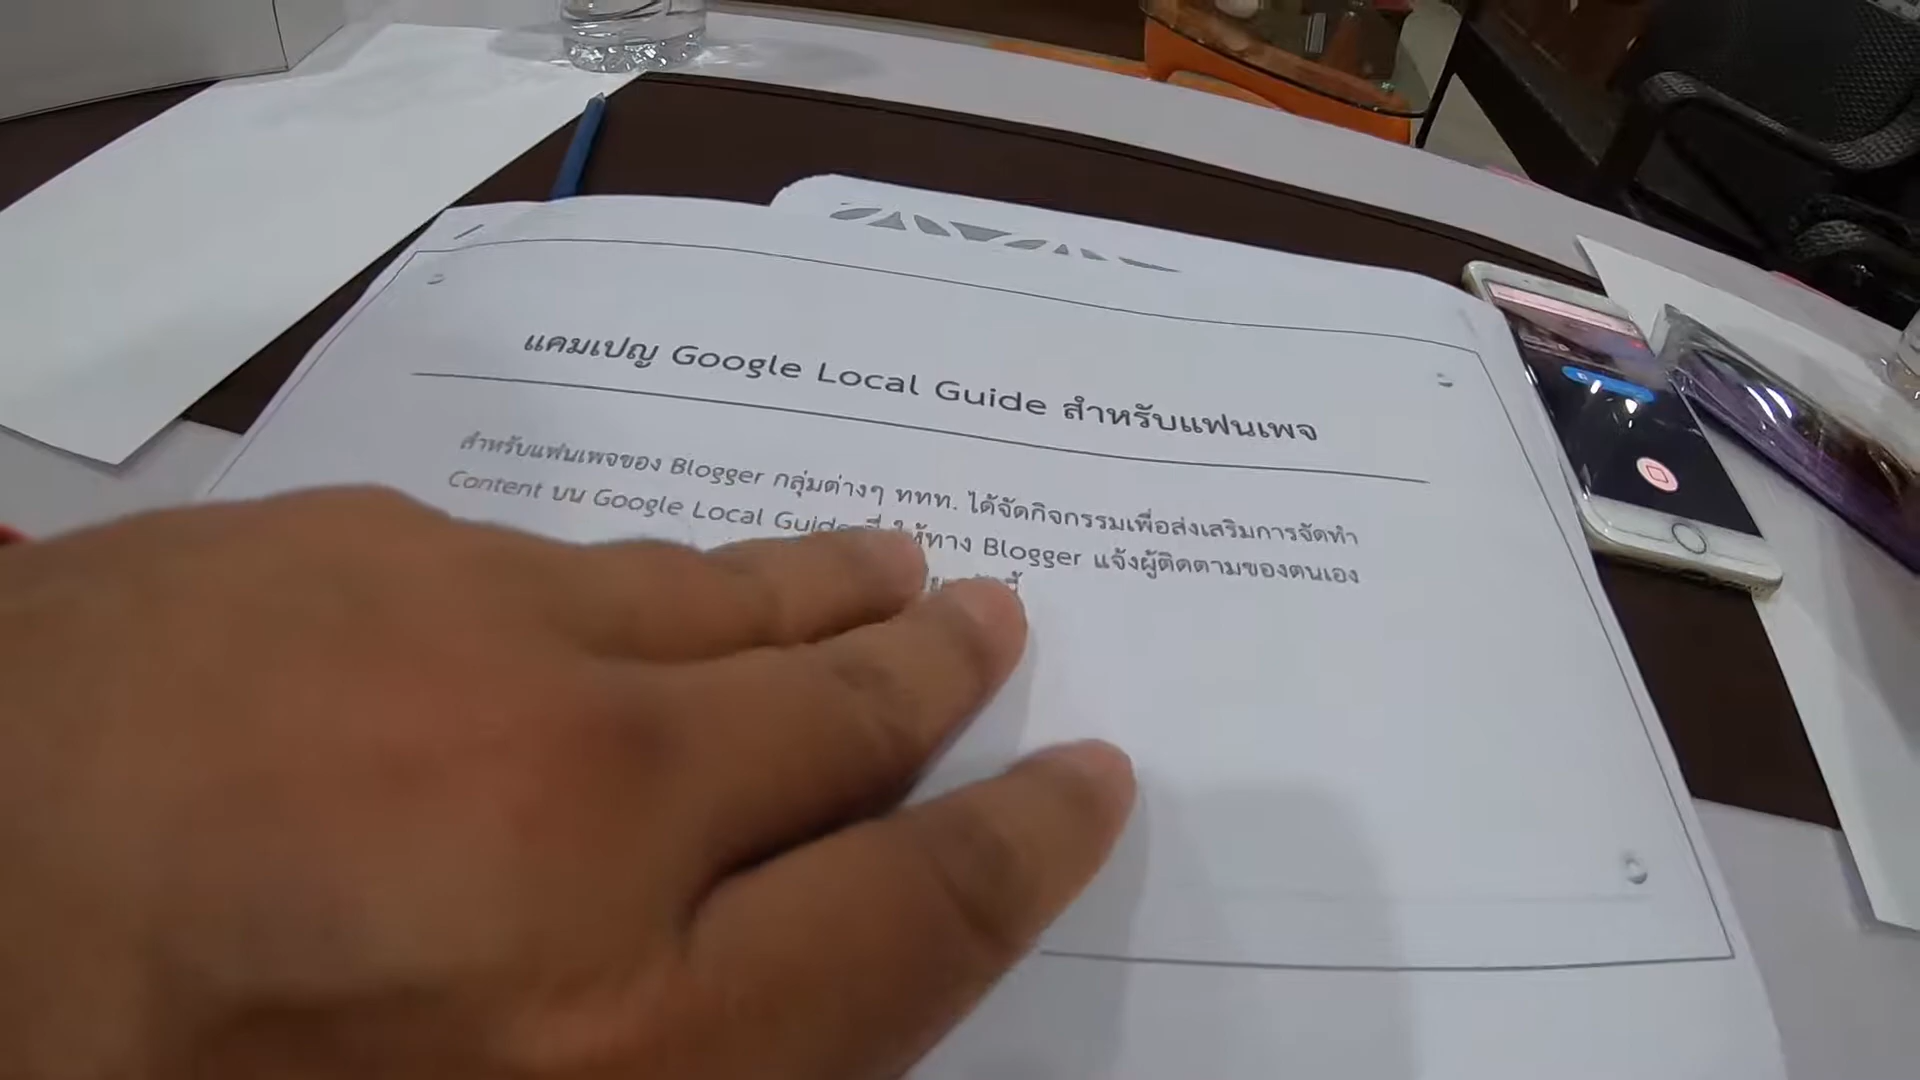 แคมเปญ Google Local Guide สำหรับแฟนเพจ
สำหรับแฟนเพจของ Blogger กลุ่มต่างๆ ททท. ได้จัดกิจกรรมเพื่อส่งเสริมการจัดทำ
Content บน Google Local Guide ให้ทาง Blogger แจ้งผู้ติดตามของตนเอง